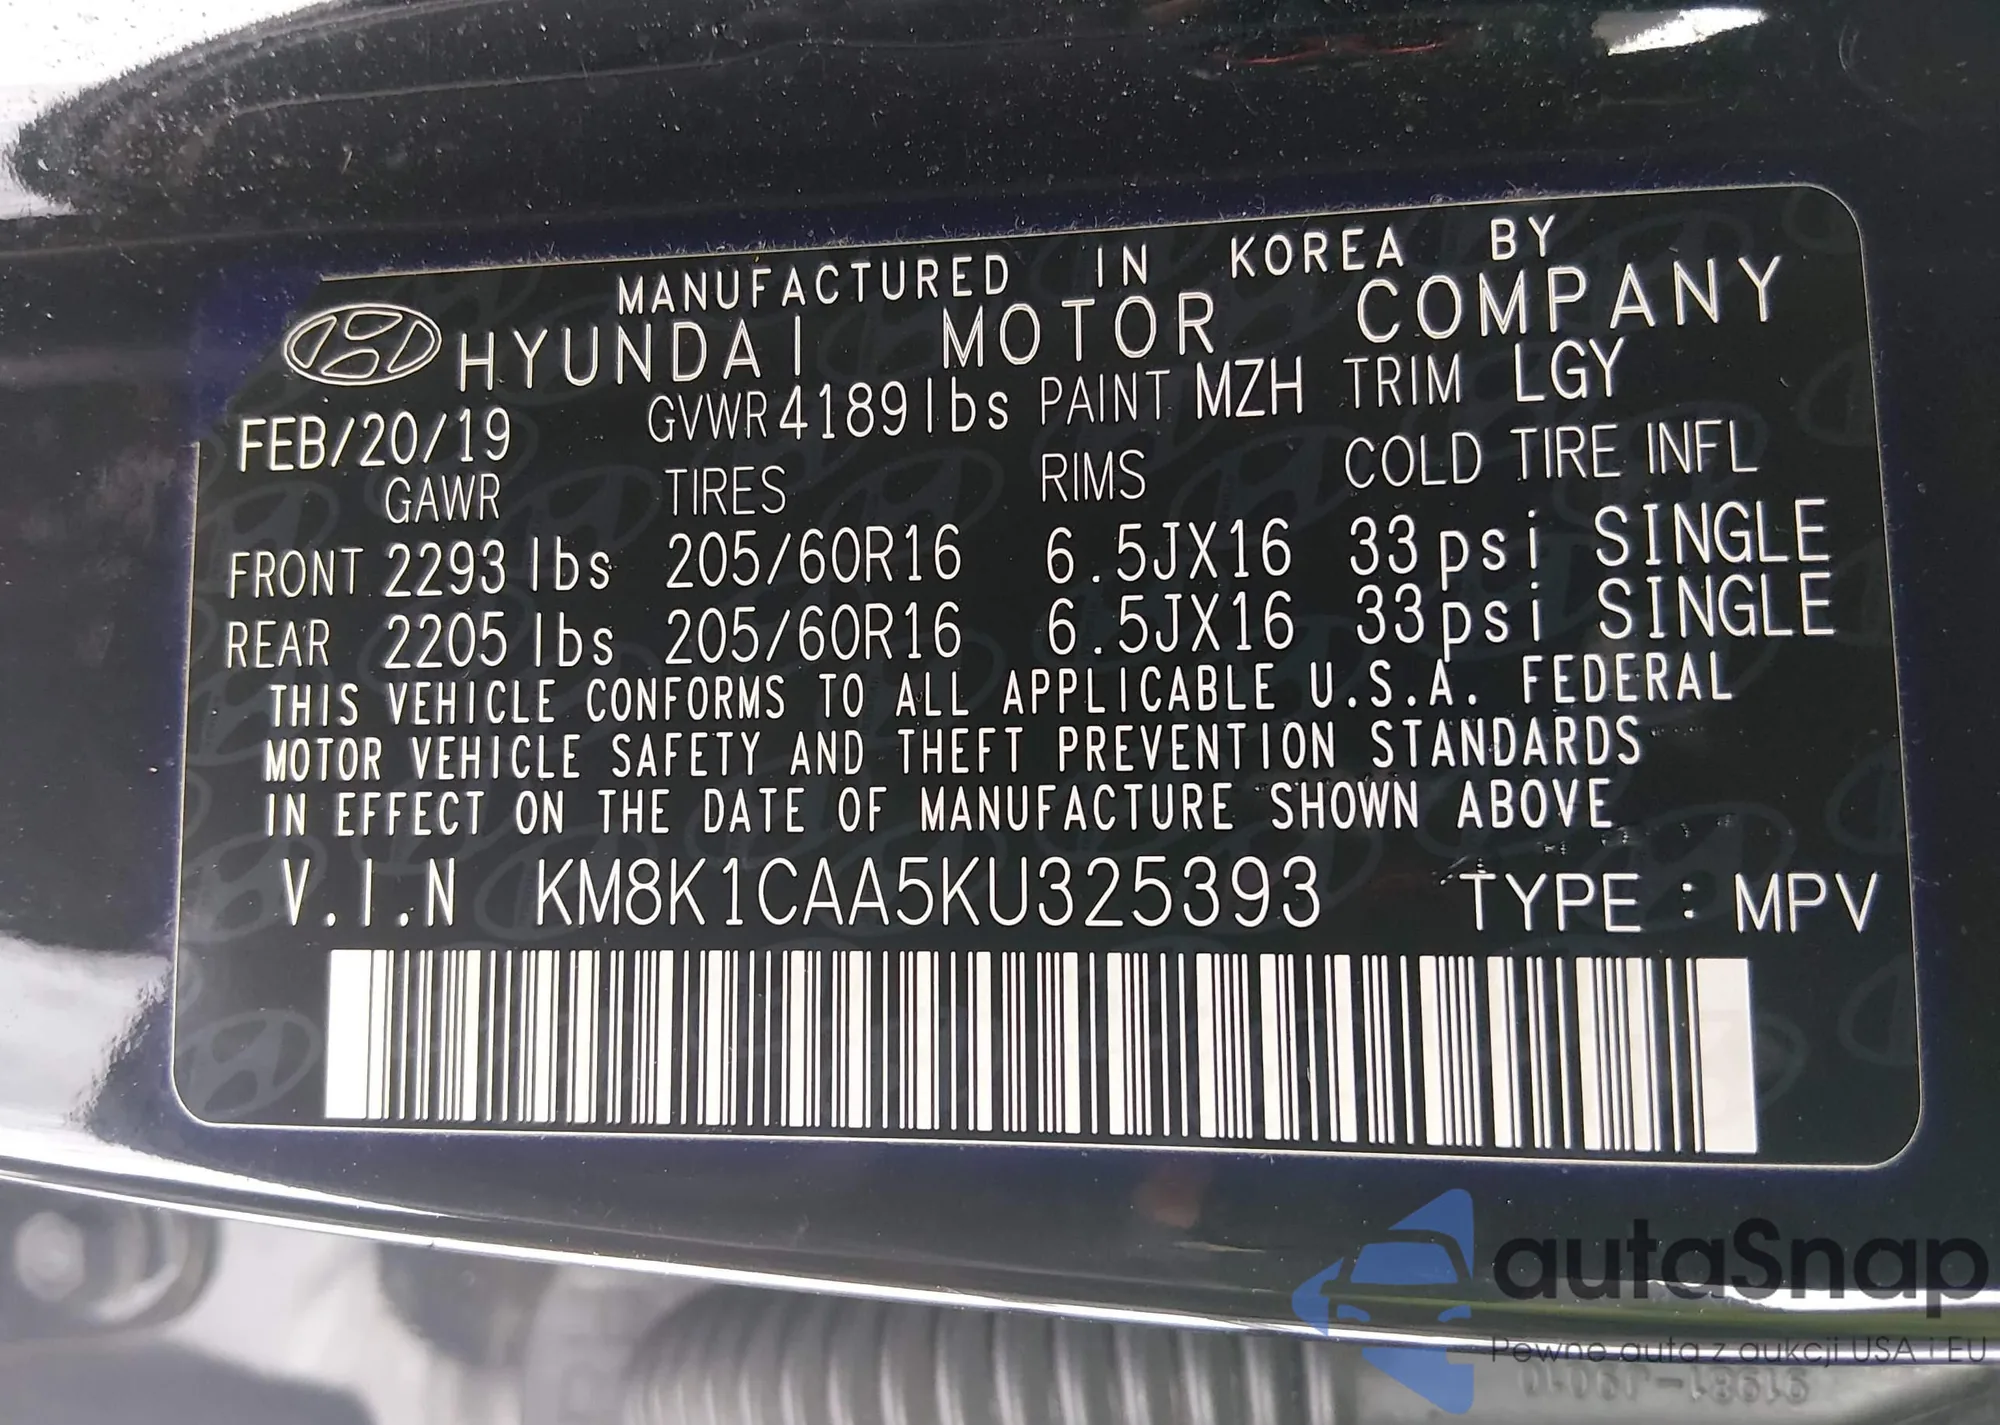 MANUFACTURED IN KOREA BY
HYUNDAI MOTOR COMPANY
FEB/20/19 GVWR 4189lbs PAINT MZH TRIM LGY
GAWR TIRES RIMS COLD TIRE INFL
FRONT 2293 lbs 205/60R16 6.5JX16 33psi SINGLE
REAR 2205 lbs 205/60R16 6.5JX16 33psi SINGLE
THIS VEHICLE CONFORMS TO ALL APPLICABLE U.S.A. FEDERAL
MOTOR VEHICLE SAFETY AND THEFT PREVENTION STANDARDS
IN EFFECT ON THE DATE OF MANUFACTURE SHOWN ABOVE
V.I.N KM8K1CAA5KU325393 TYPE : MPV
autaSnap
Pewne auta z aukcji USA i EU